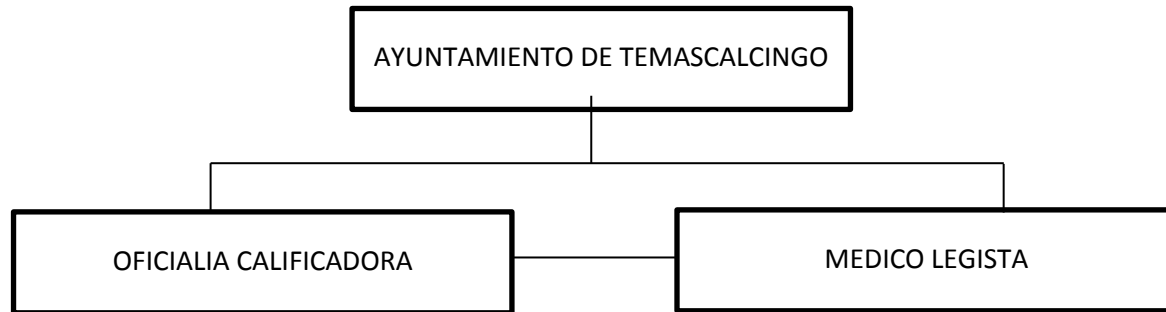 AYUNTAMIENTO DE TEMASCALCINGO
OFICIALIA CALIFICADORA
MEDICO LEGISTA